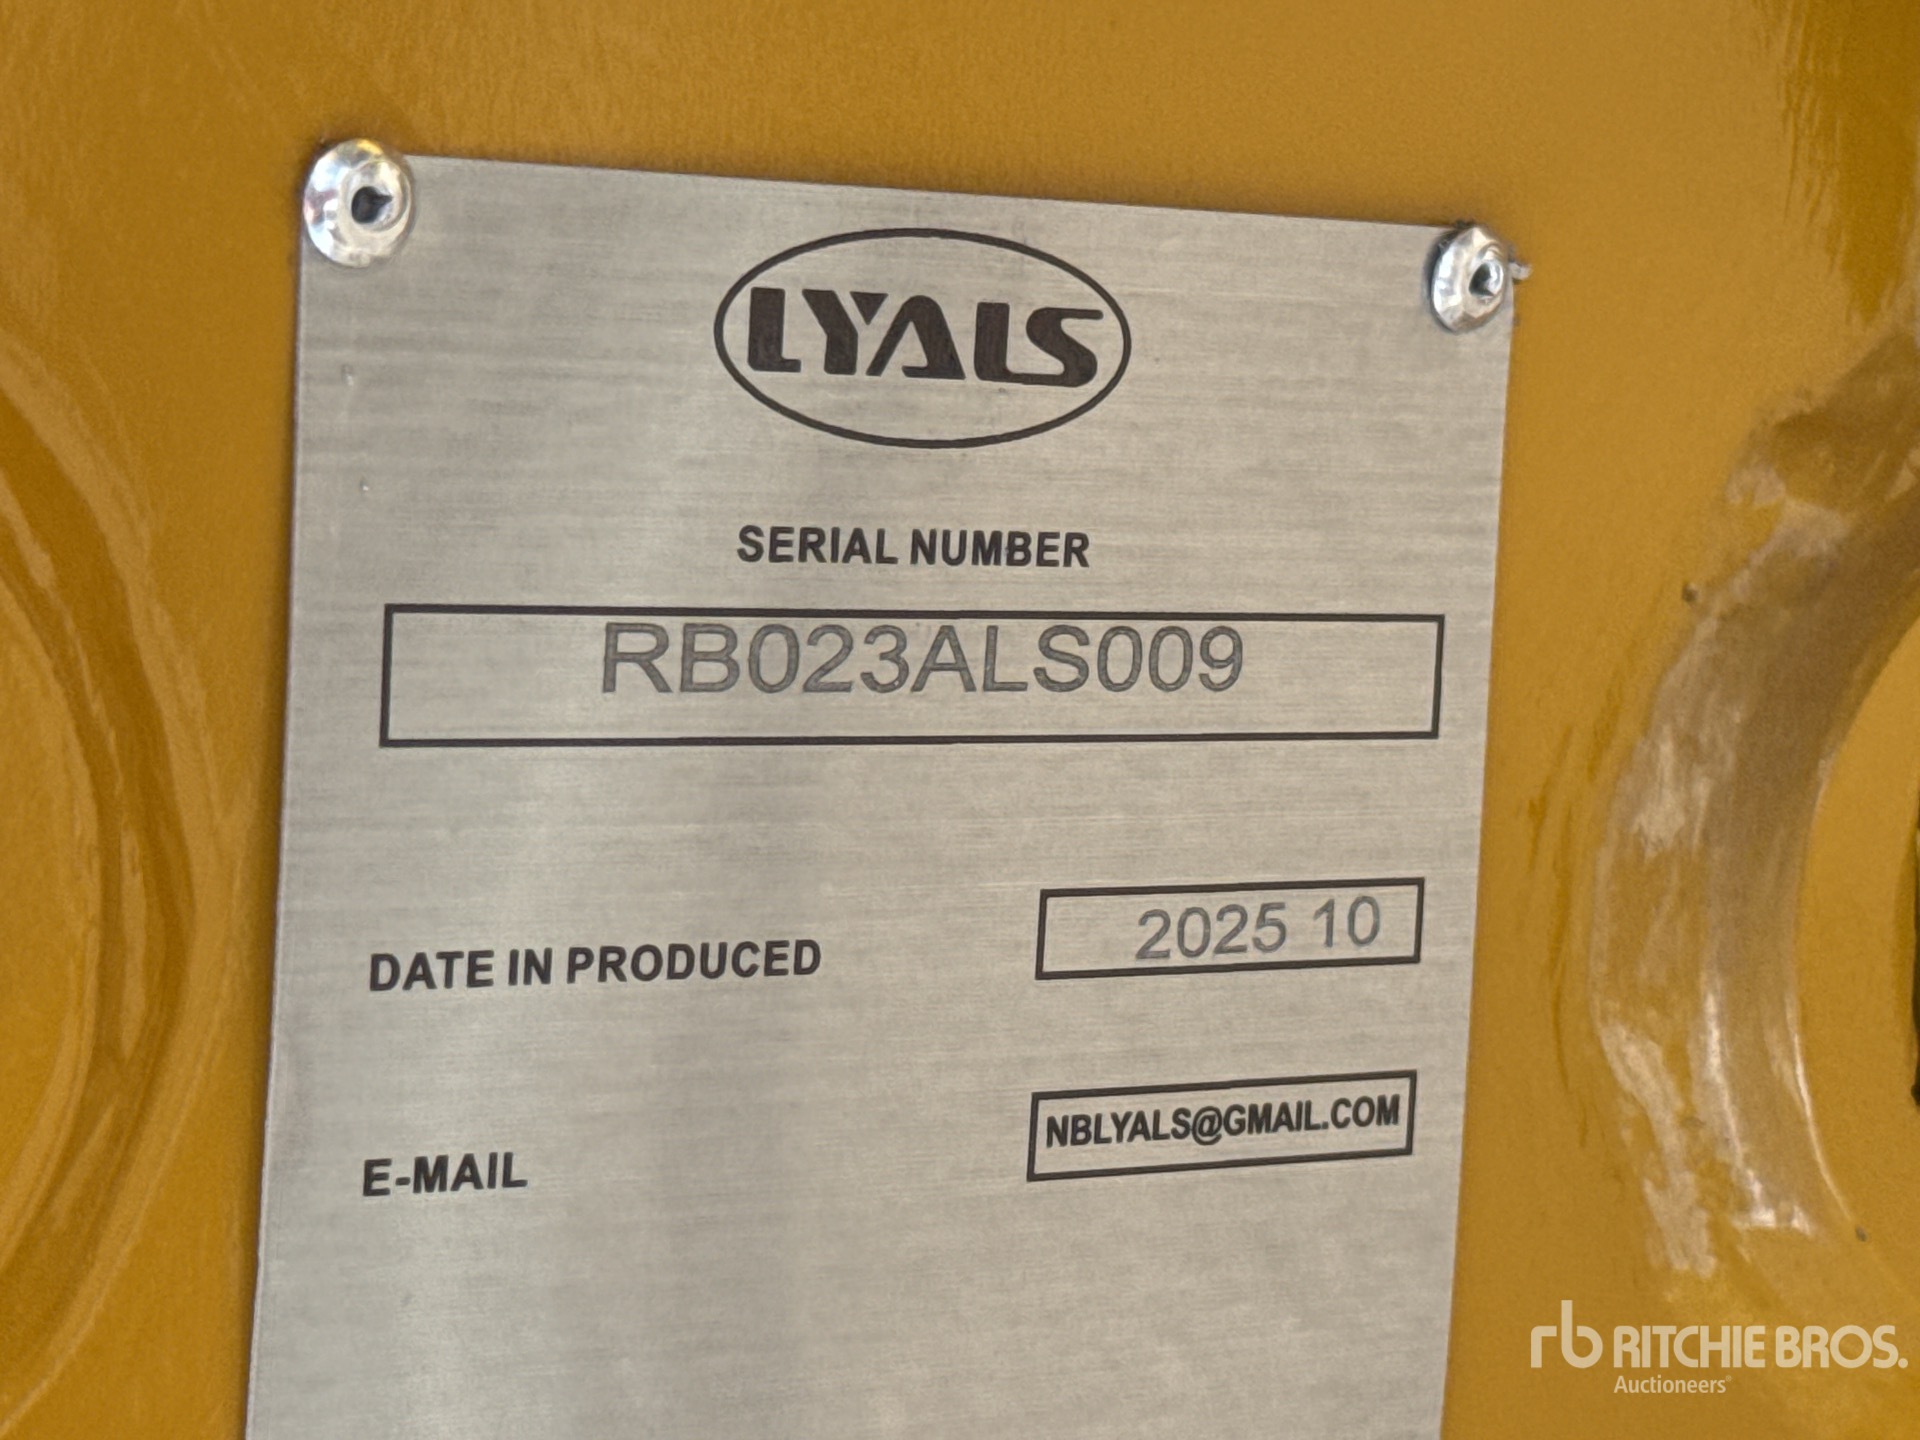 LYALS
SERIAL NUMBER
RB023ALS009
DATE IN PRODUCED
2025 10
E-MAIL
NBLYALS@GMAIL.COM
rb RITCHIE BROS.
Auctioneers